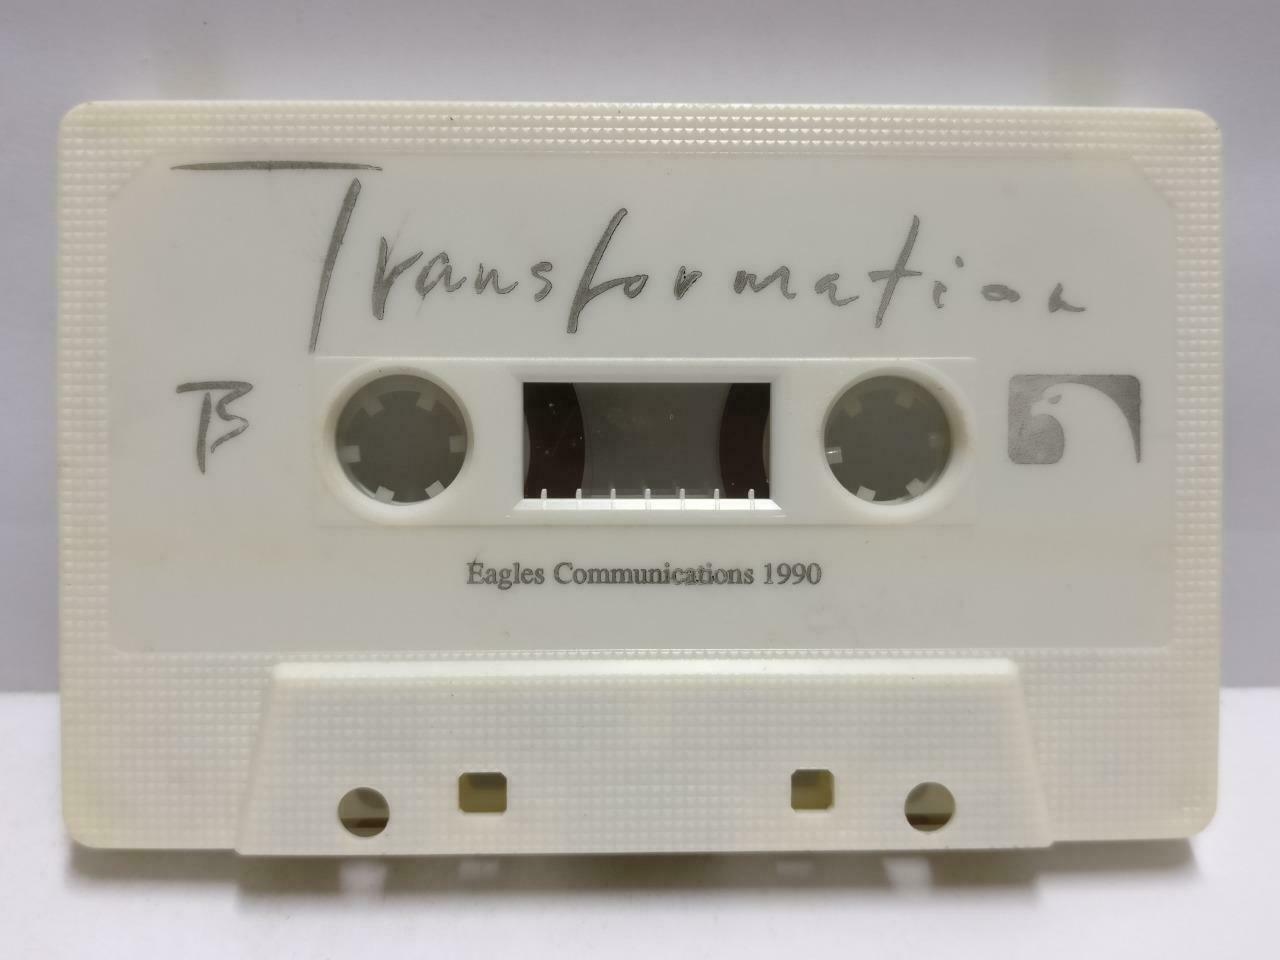 Transformation
B
Eagles Communications 1990